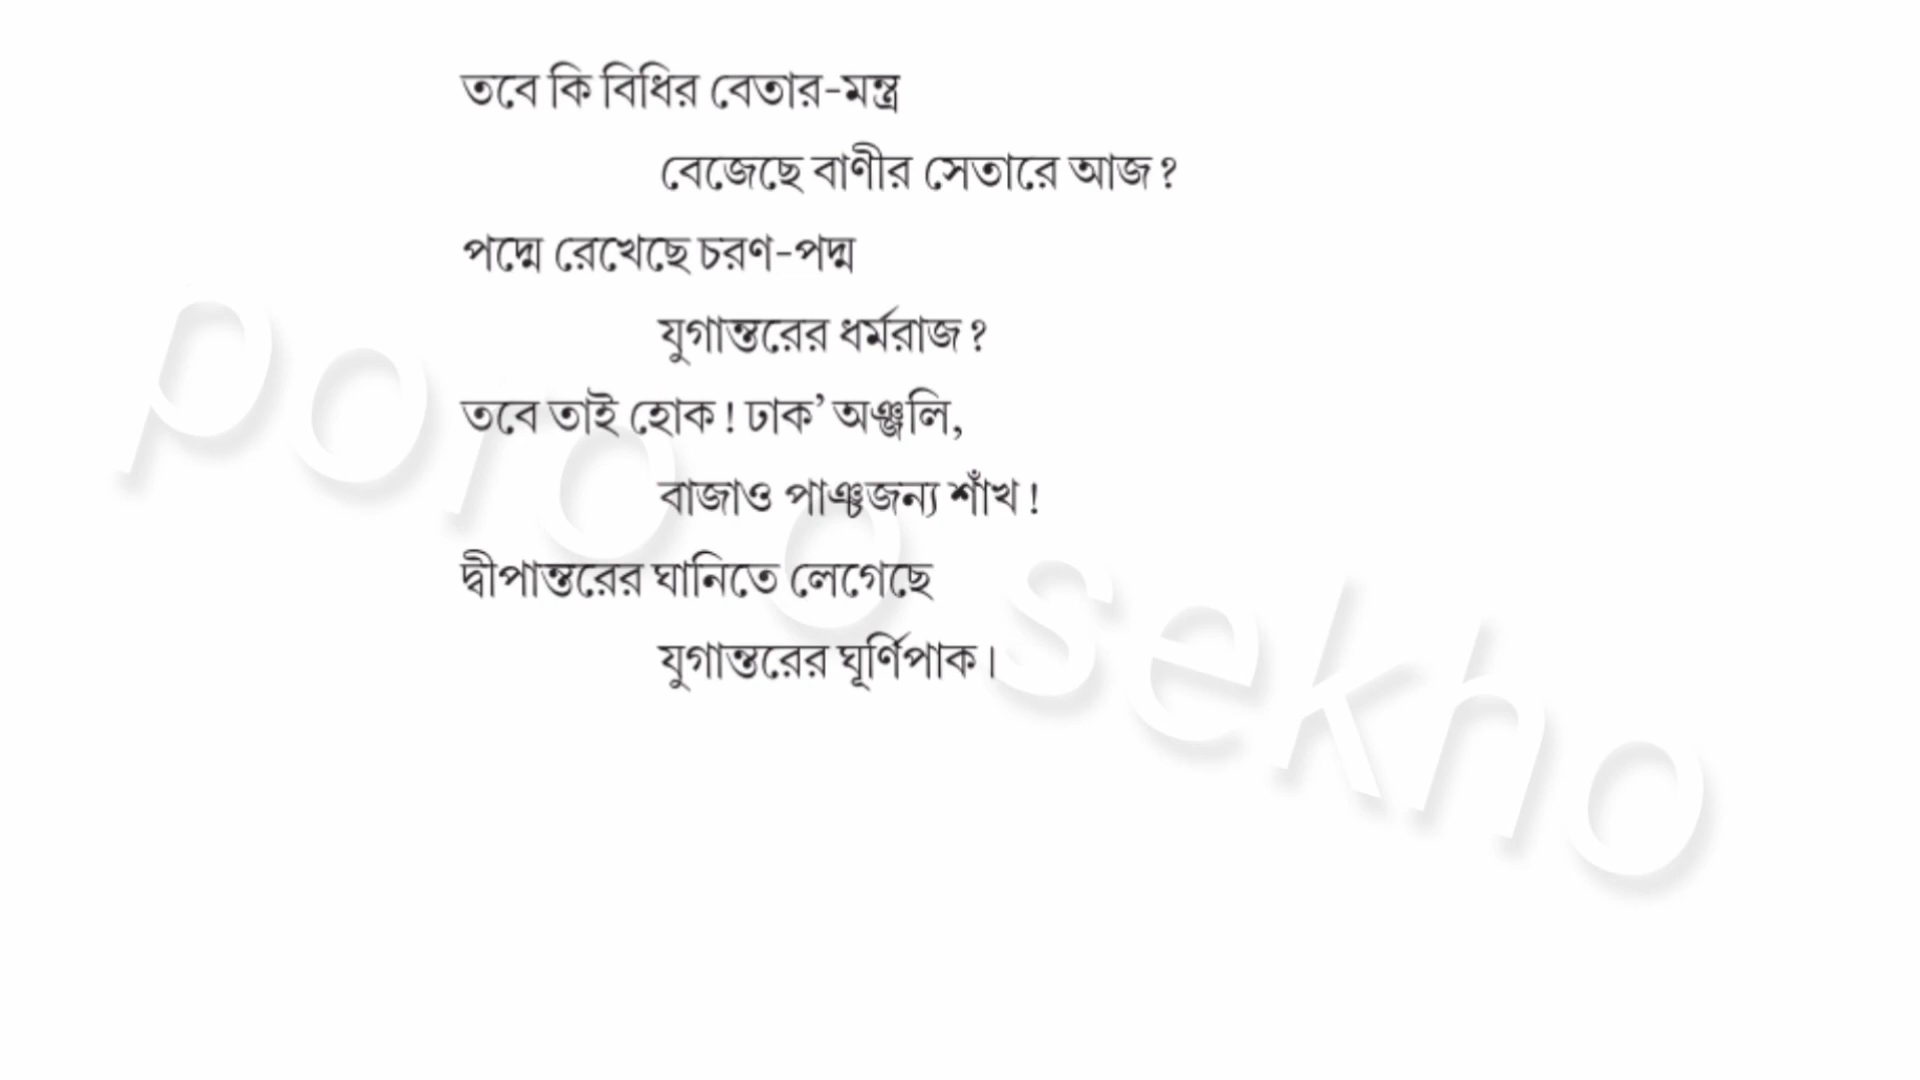 তবে কি বিধির বেতার-মন্ত্র
বেজেছে বাণীর সেতারে আজ?
পদ্মে রেখেছে চরণ-পদ্ম
যুগান্তরের ধর্মরাজ?
তবে তাই হোক! ঢাক’ অঞ্জলি,
বাজাও পাঞ্চজন্য শাঁখ!
দ্বীপান্তরের ঘানিতে লেগেছে
যুগান্তরের ঘূর্ণিপাক।
poro o sekho